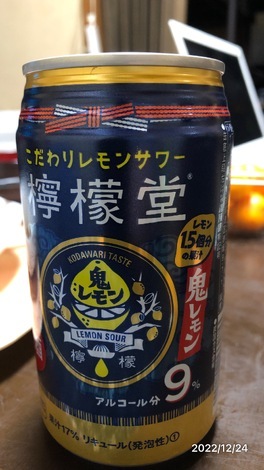 こだわりレモンサワー
檸檬堂®
レモン
1.5個分
の果汁
鬼レモン
KODAWARI TASTE
鬼
レモン
LEMON SOUR
檸檬
アルコール分
9%
果汁17% リキュール(発泡性)①
2022/12/24